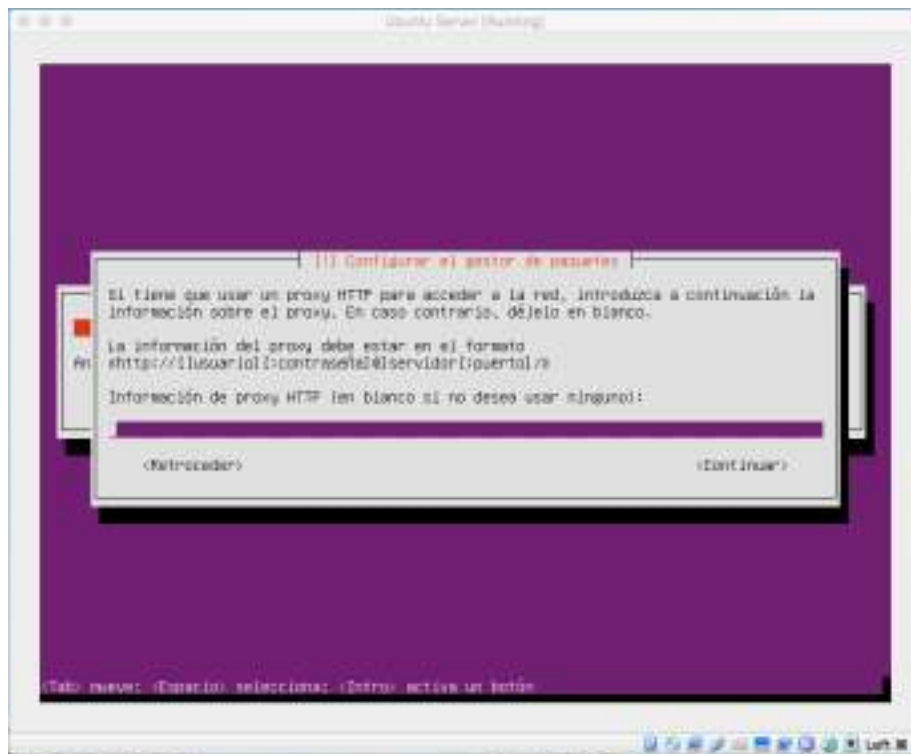 Ubuntu Server [Running]
[!] Configurar el gestor de paquetes
Si tiene que usar un proxy HTTP para acceder a la red, introduzca a continuación la
información sobre el proxy. En caso contrario, déjelo en blanco.
La información del proxy debe estar en el formato
«http://[[usuario][:contraseña]@]servidor[:puerto]/»
An
Información de proxy HTTP (en blanco si no desea usar ninguno):
<Retroceder>
<Continuar>
<Tab> mueve; <Espacio> selecciona; <Intro> activa un botón
Left ⌘